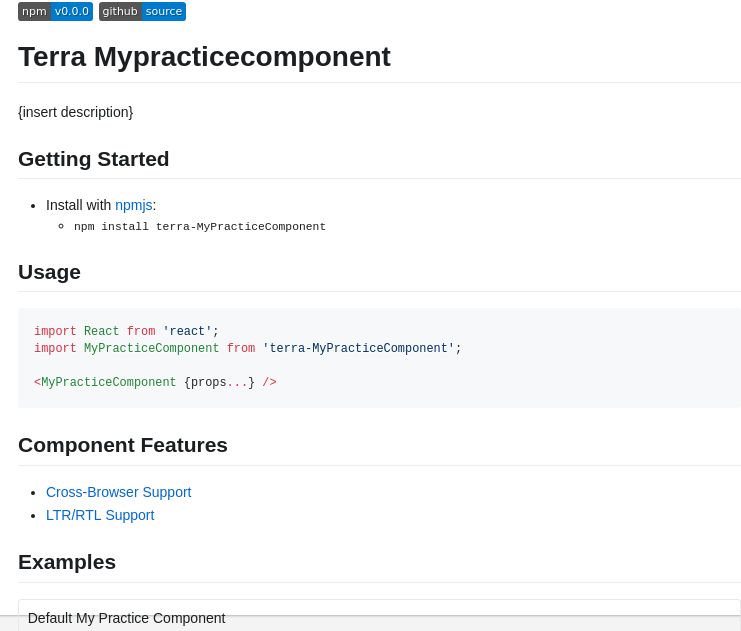 npm v0.0.0 github source
Terra Mypracticecomponent
{insert description}
Getting Started
Install with npmjs:
npm install terra-MyPracticeComponent
Usage
import React from 'react';
import MyPracticeComponent from 'terra-MyPracticeComponent';
<MyPracticeComponent {props...} />
Component Features
Cross-Browser Support
LTR/RTL Support
Examples
Default My Practice Component